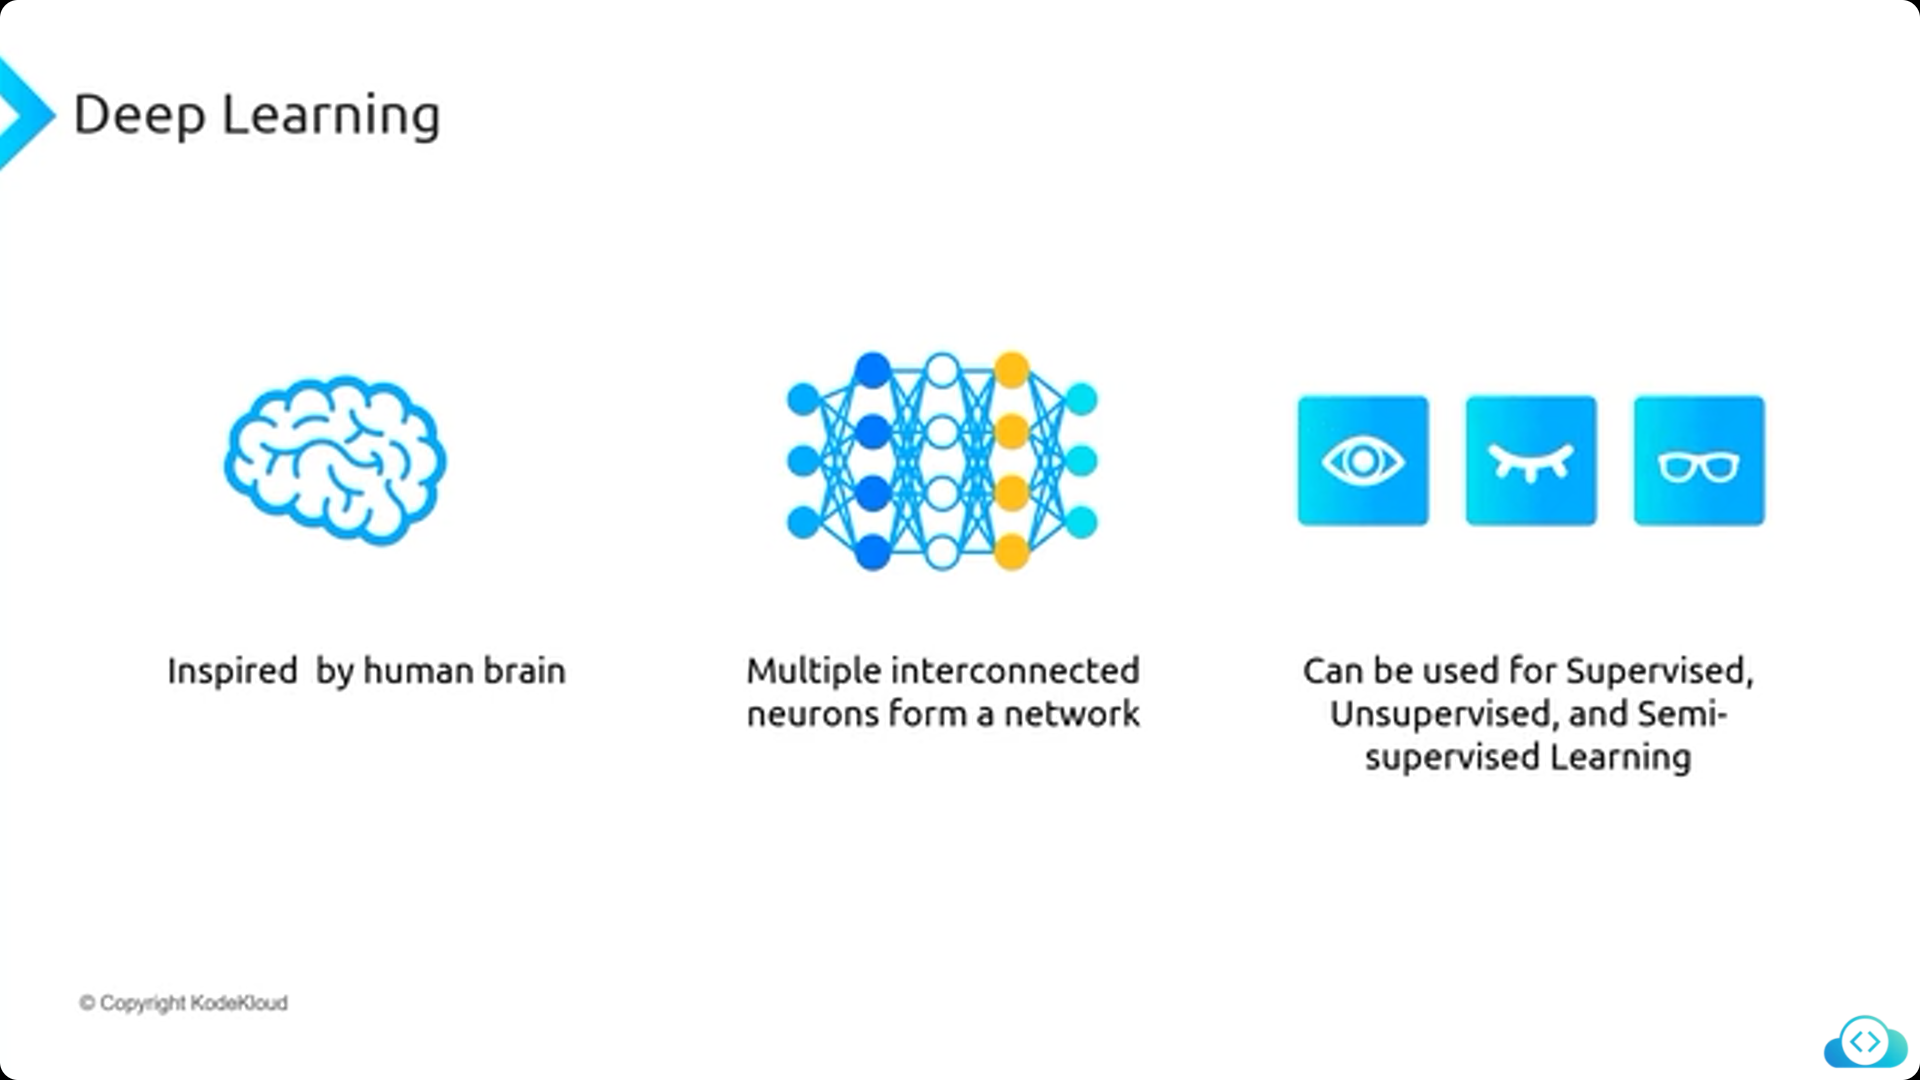 Deep Learning
Inspired  by human brain
Multiple interconnected
neurons form a network
Can be used for Supervised,
Unsupervised, and Semi-
supervised Learning
© Copyright KodeKloud